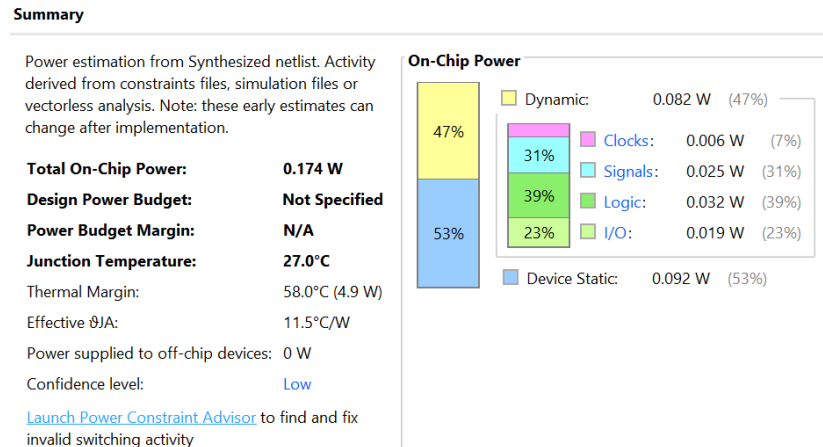 Summary
Power estimation from Synthesized netlist. Activity
derived from constraints files, simulation files or
vectorless analysis. Note: these early estimates can
change after implementation.
Total On-Chip Power: 0.174 W
Design Power Budget: Not Specified
Power Budget Margin: N/A
Junction Temperature: 27.0°C
Thermal Margin: 58.0°C (4.9 W)
Effective ϑJA: 11.5°C/W
Power supplied to off-chip devices: 0 W
Confidence level: Low
Launch Power Constraint Advisor to find and fix
invalid switching activity
On-Chip Power
47%
53%
Dynamic: 0.082 W (47%)
31%
39%
23%
Clocks: 0.006 W (7%)
Signals: 0.025 W (31%)
Logic: 0.032 W (39%)
I/O: 0.019 W (23%)
Device Static: 0.092 W (53%)